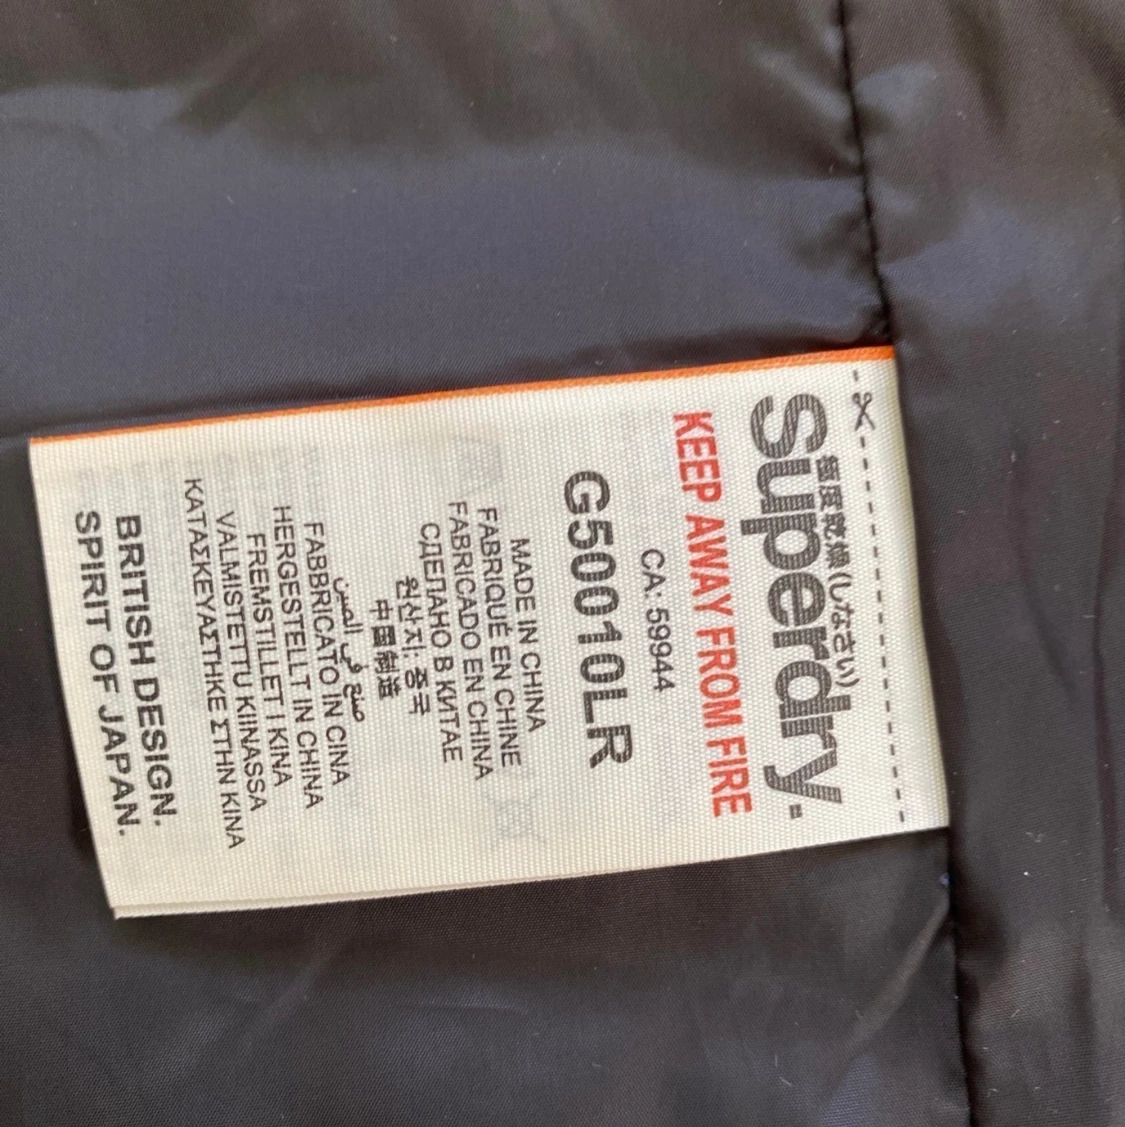 極度乾燥(しなさい)
Superdry.
KEEP AWAY FROM FIRE
CA: 59944
G50010LR
MADE IN CHINA
FABRIQUÉ EN CHINE
FABRICADO EN CHINA
СДЕЛАНО В КИТАЕ
원산지: 중국
中国制造
صنع في الصين
FABBRICATO IN CINA
HERGESTELLT IN CHINA
FREMSTILLET I KINA
VALMISTETTU KIINASSA
ΚΑΤΑΣΚΕΥΑΣΤΗΚΕ ΣΤΗΝ ΚΙΝΑ
BRITISH DESIGN.
SPIRIT OF JAPAN.